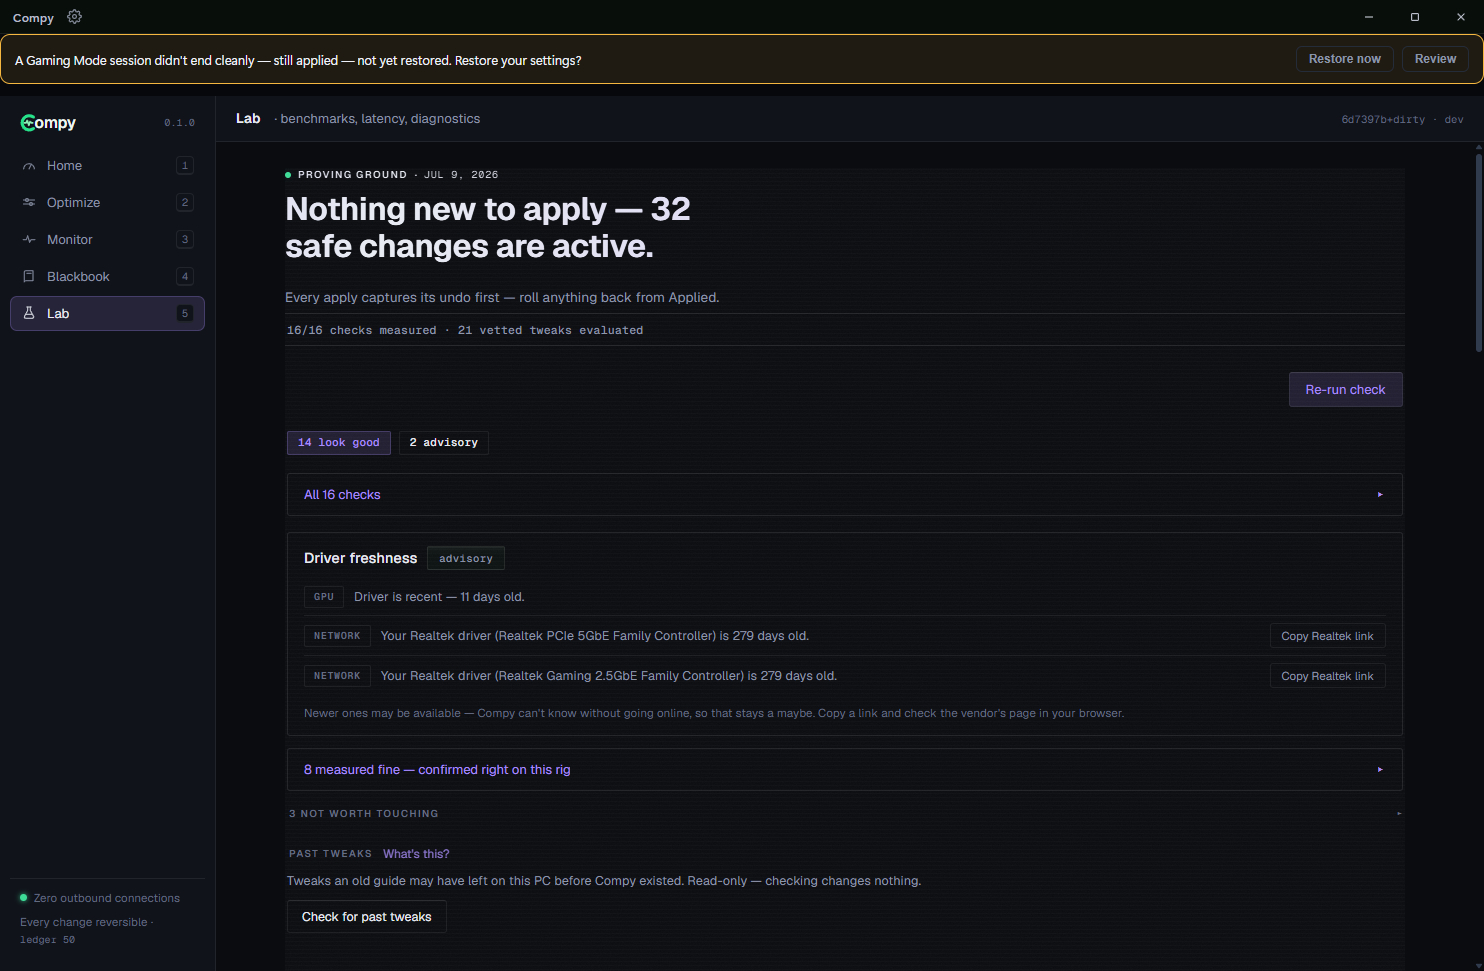 Compy
A Gaming Mode session didn't end cleanly — still applied — not yet restored. Restore your settings?
Restore now
Review
Compy
0.1.0
Home
1
Optimize
2
Monitor
3
Blackbook
4
Lab
5
Zero outbound connections
Every change reversible ·
ledger 50
Lab · benchmarks, latency, diagnostics
6d7397b+dirty · dev
PROVING GROUND · JUL 9, 2026
Nothing new to apply — 32
safe changes are active.
Every apply captures its undo first — roll anything back from Applied.
16/16 checks measured · 21 vetted tweaks evaluated
Re-run check
14 look good
2 advisory
All 16 checks
Driver freshness
advisory
GPU
Driver is recent — 11 days old.
NETWORK
Your Realtek driver (Realtek PCIe 5GbE Family Controller) is 279 days old.
Copy Realtek link
NETWORK
Your Realtek driver (Realtek Gaming 2.5GbE Family Controller) is 279 days old.
Copy Realtek link
Newer ones may be available — Compy can't know without going online, so that stays a maybe. Copy a link and check the vendor's page in your browser.
8 measured fine — confirmed right on this rig
3 NOT WORTH TOUCHING
PAST TWEAKS
What's this?
Tweaks an old guide may have left on this PC before Compy existed. Read-only — checking changes nothing.
Check for past tweaks